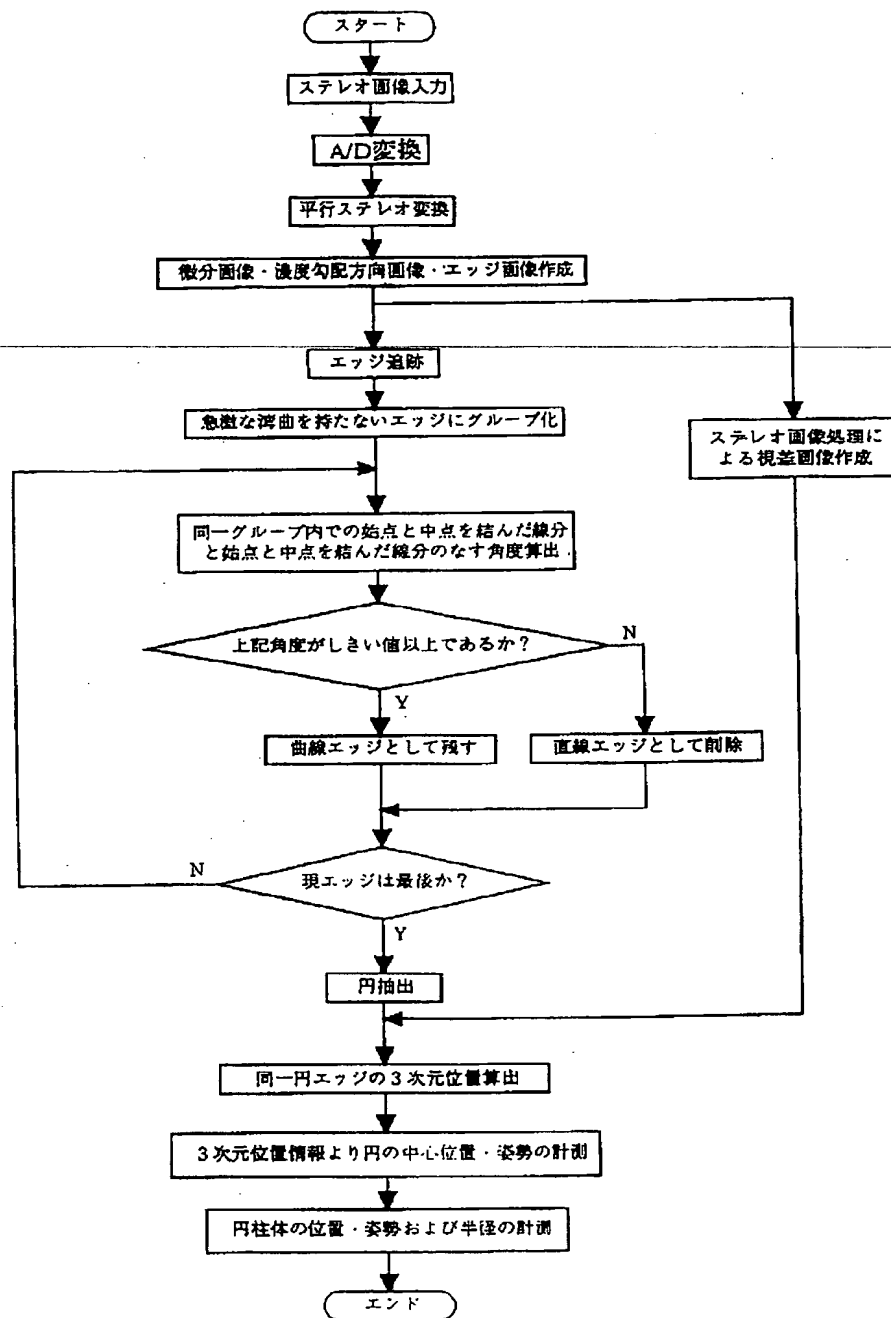 スタート
ステレオ画像入力
A/D変換
平行ステレオ変換
微分画像・濃度勾配方向画像・エッジ画像作成
エッジ追跡
急激な湾曲を持たないエッジにグループ化
ステレオ画像処理に
よる視差画像作成
同一グループ内での始点と中点を結んだ線分
と始点と中点を結んだ線分のなす角度算出
上記角度がしきい値以上であるか?
N
Y
曲線エッジとして残す
直線エッジとして削除
N
現エッジは最後か?
Y
円抽出
同一円エッジの3次元位置算出
3次元位置情報より円の中心位置・姿勢の計測
円柱体の位置・姿勢および半径の計測
エンド